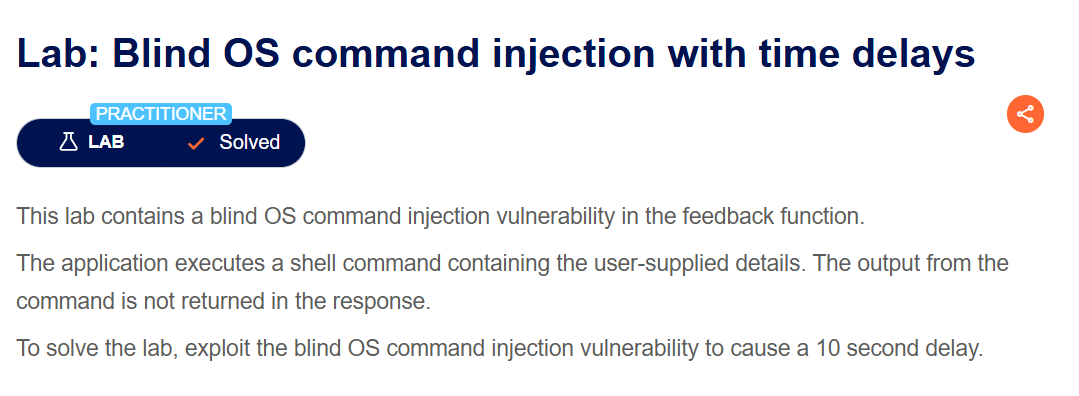 Lab: Blind OS command injection with time delays
PRACTITIONER
LAB
Solved
This lab contains a blind OS command injection vulnerability in the feedback function.
The application executes a shell command containing the user-supplied details. The output from the
command is not returned in the response.
To solve the lab, exploit the blind OS command injection vulnerability to cause a 10 second delay.